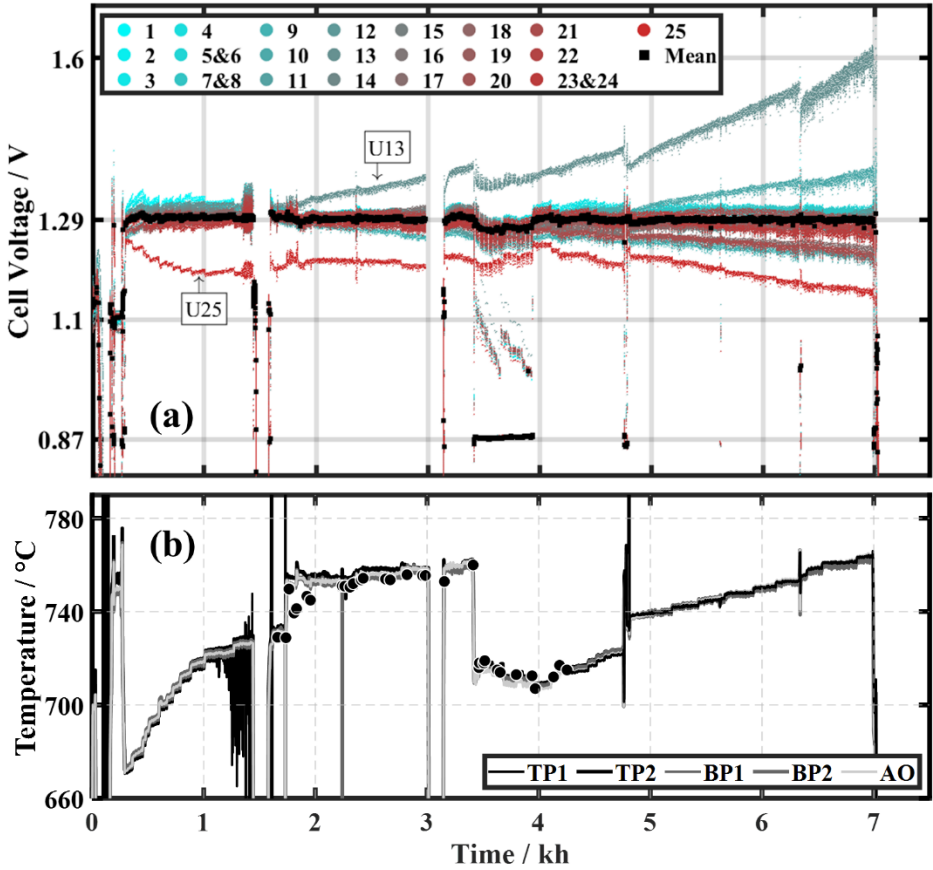 1 4 9 12 15 18 21 25
2 5&6 10 13 16 19 22 Mean
3 7&8 11 14 17 20 23&24
Cell Voltage / V
1.6
1.29
1.1
0.87
U13
U25
(a)
(b)
Temperature / °C
780
740
700
660
TP1 TP2 BP1 BP2 AO
0 1 2 3 4 5 6 7
Time / kh